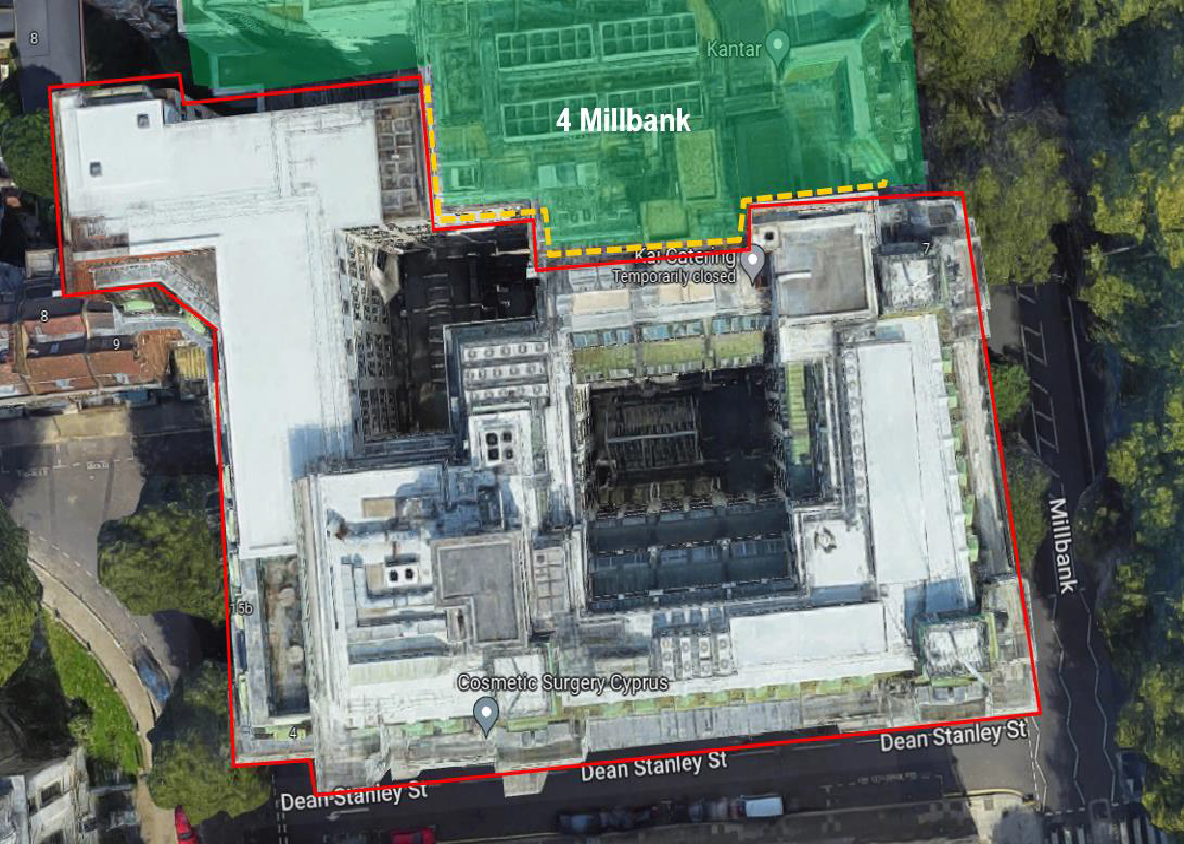 8
Kantar
4 Millbank
Kai Catering
Temporarily closed
7
8
9
Millbank
16b
Cosmetic Surgery Cyprus
4
Dean Stanley St
Dean Stanley St
Dean Stanley St